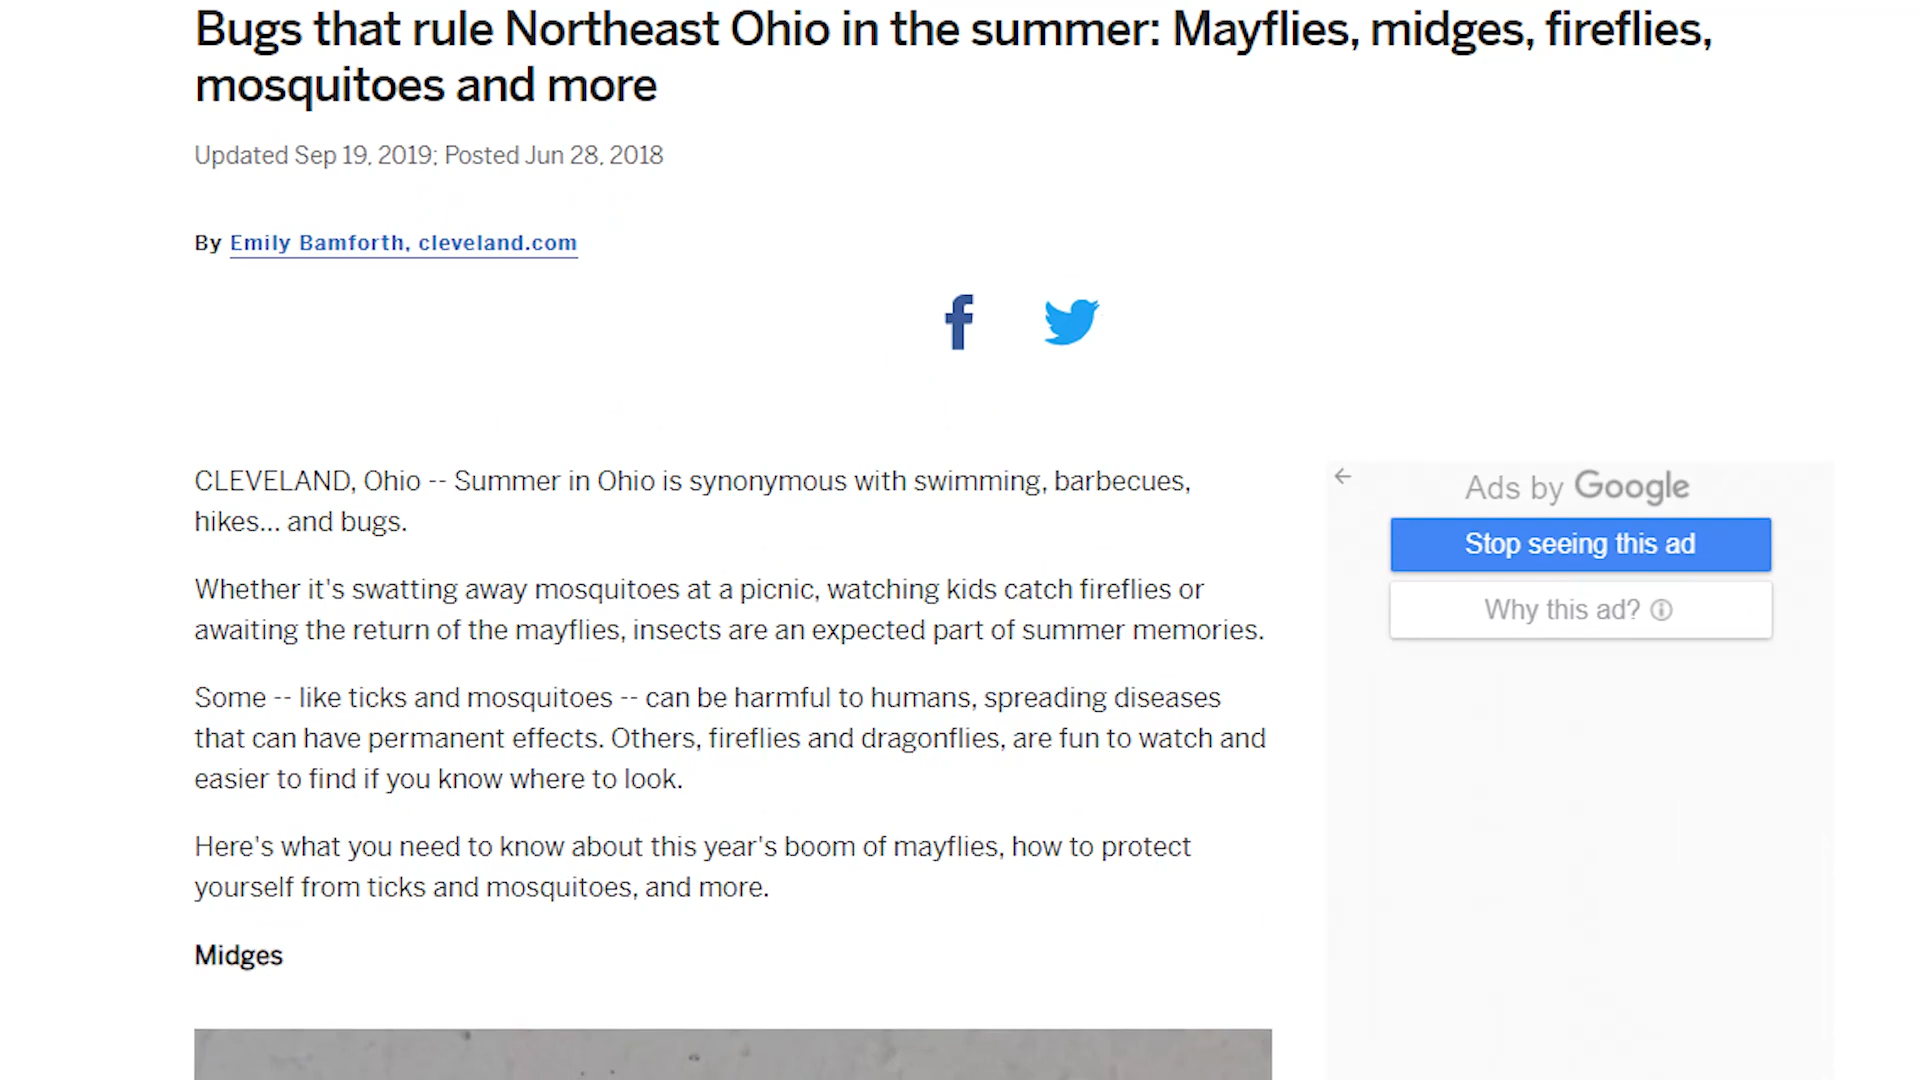 Bugs that rule Northeast Ohio in the summer: Mayflies, midges, fireflies,
mosquitoes and more
Updated Sep 19, 2019; Posted Jun 28, 2018
By Emily Bamforth, cleveland.com
CLEVELAND, Ohio -- Summer in Ohio is synonymous with swimming, barbecues,
hikes... and bugs.
Whether it's swatting away mosquitoes at a picnic, watching kids catch fireflies or
awaiting the return of the mayflies, insects are an expected part of summer memories.
Some -- like ticks and mosquitoes -- can be harmful to humans, spreading diseases
that can have permanent effects. Others, fireflies and dragonflies, are fun to watch and
easier to find if you know where to look.
Here's what you need to know about this year's boom of mayflies, how to protect
yourself from ticks and mosquitoes, and more.
Midges
Ads by Google
Stop seeing this ad
Why this ad?